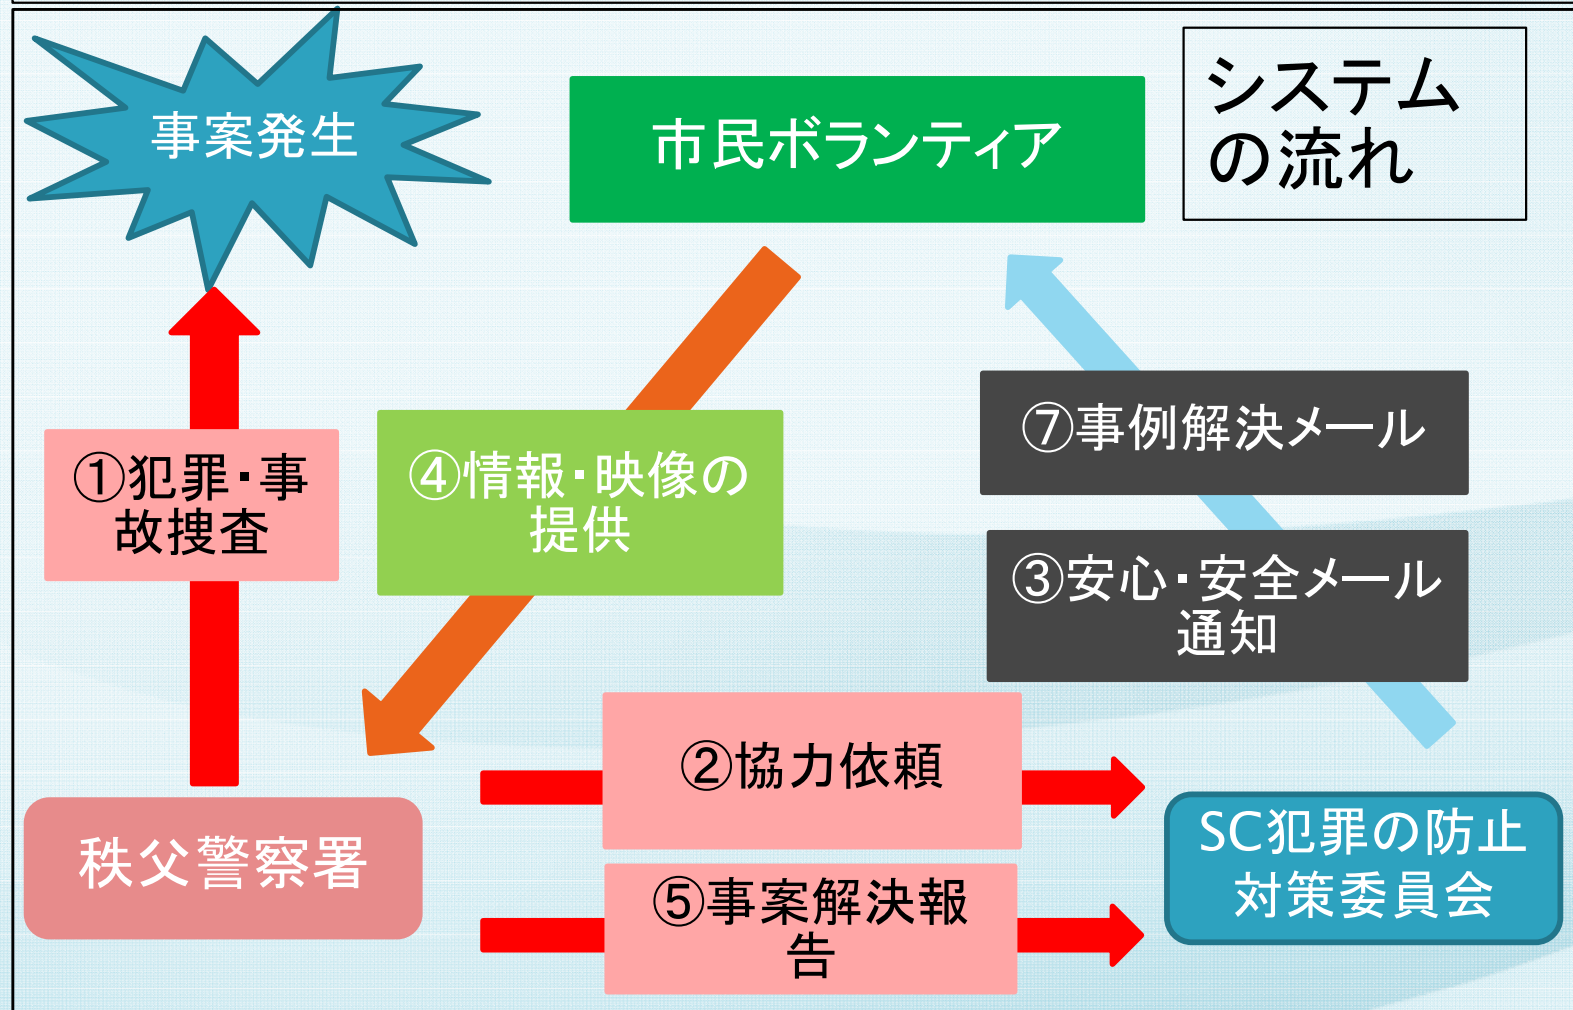 事案発生
市民ボランティア
システム
の流れ
⑦事例解決メール
①犯罪・事
故捜査
④情報・映像の
提供
③安心・安全メール
通知
②協力依頼
秩父警察署
SC犯罪の防止
対策委員会
⑤事案解決報
告